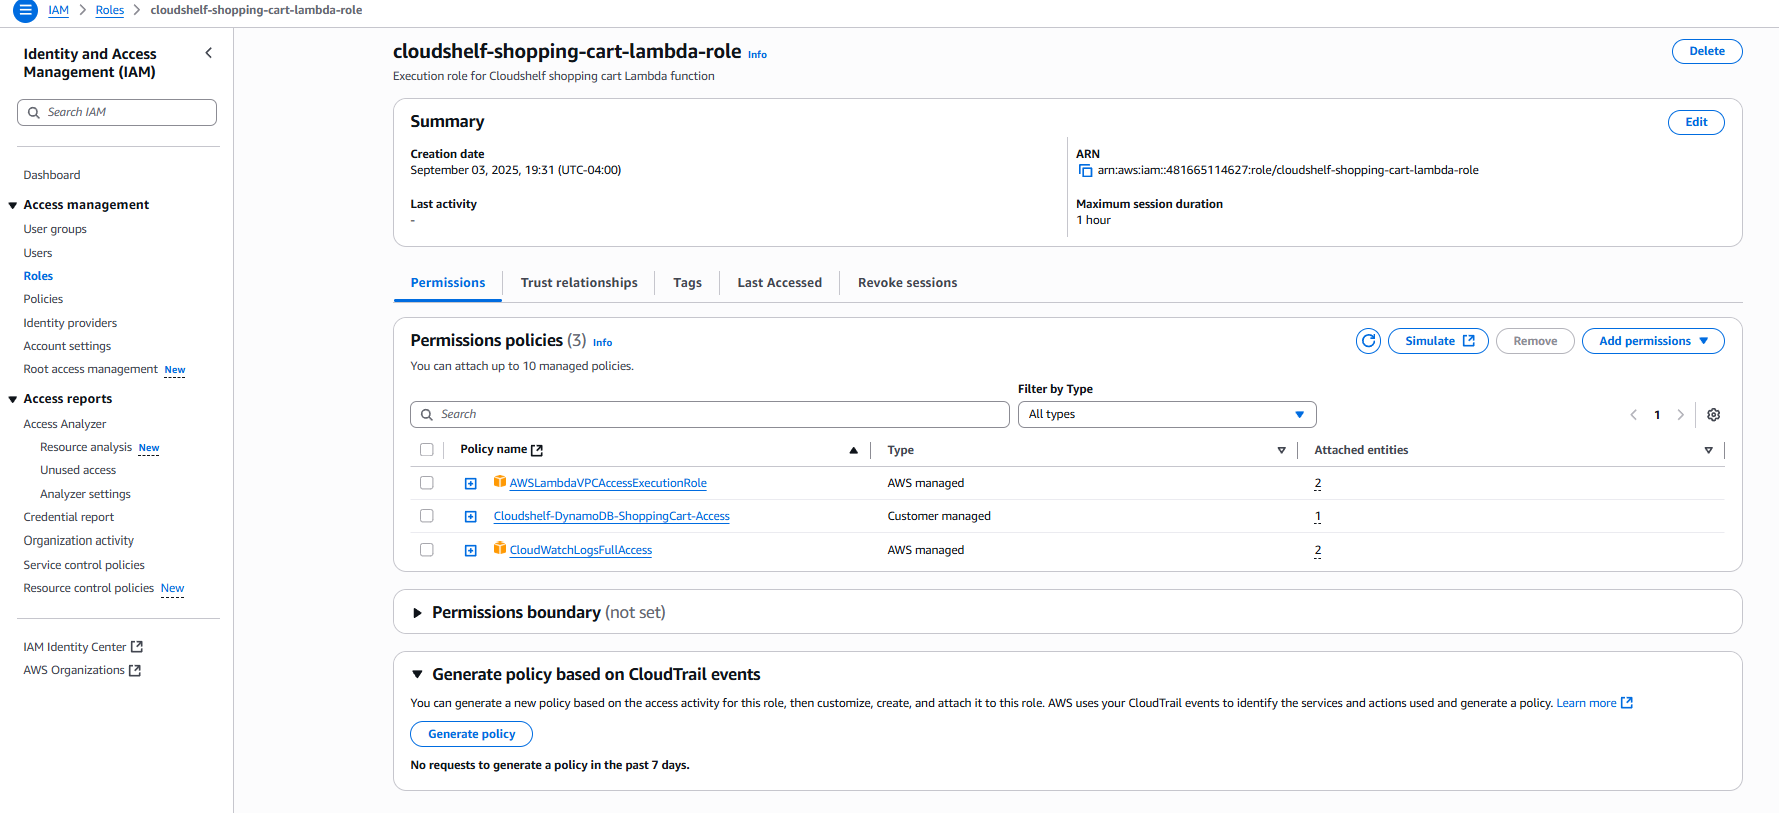 IAM > Roles > cloudshelf-shopping-cart-lambda-role
Identity and Access Management (IAM)
Search IAM
Dashboard
Access management
User groups
Users
Roles
Policies
Identity providers
Account settings
Root access management New
Access reports
Access Analyzer
Resource analysis New
Unused access
Analyzer settings
Credential report
Organization activity
Service control policies
Resource control policies New
IAM Identity Center
AWS Organizations
cloudshelf-shopping-cart-lambda-role Info
Delete
Execution role for Cloudshelf shopping cart Lambda function
Summary
Edit
Creation date
September 03, 2025, 19:31 (UTC-04:00)
Last activity
-
ARN
arn:aws:iam::481665114627:role/cloudshelf-shopping-cart-lambda-role
Maximum session duration
1 hour
Permissions Trust relationships Tags Last Accessed Revoke sessions
Permissions policies (3) Info
Simulate Remove Add permissions
You can attach up to 10 managed policies.
Filter by Type
Search All types 1
Policy name Type Attached entities
AWSLambdaVPCAccessExecutionRole AWS managed 2
Cloudshelf-DynamoDB-ShoppingCart-Access Customer managed 1
CloudWatchLogsFullAccess AWS managed 2
Permissions boundary (not set)
Generate policy based on CloudTrail events
You can generate a new policy based on the access activity for this role, then customize, create, and attach it to this role. AWS uses your CloudTrail events to identify the services and actions used and generate a policy. Learn more
Generate policy
No requests to generate a policy in the past 7 days.